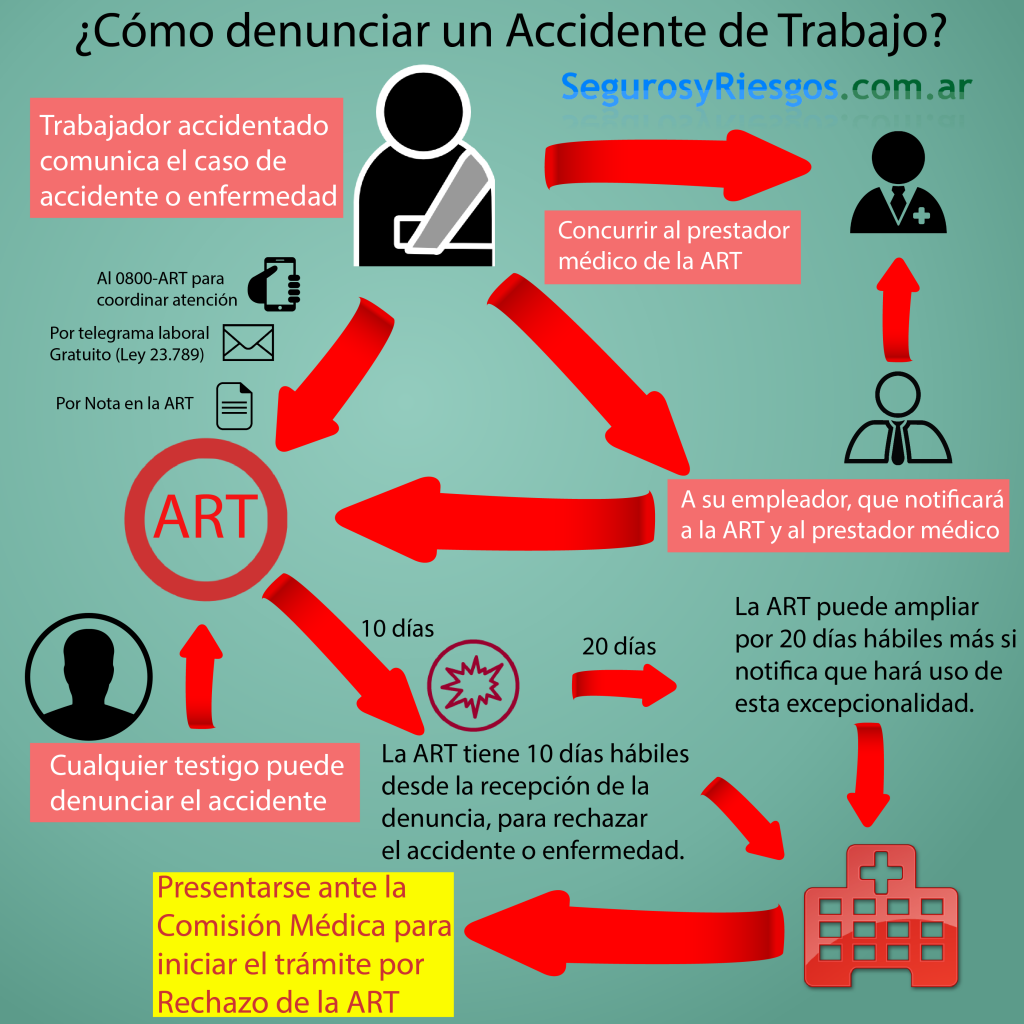 ¿Cómo denunciar un Accidente de Trabajo?
SegurosyRiesgos.com.ar
Trabajador accidentado
comunica el caso de
accidente o enfermedad
Concurrir al prestador
médico de la ART
Al 0800-ART para
coordinar atención
Por telegrama laboral
Gratuito (Ley 23.789)
Por Nota en la ART
ART
A su empleador, que notificará
a la ART y al prestador médico
Cualquier testigo puede
denunciar el accidente
10 días
La ART tiene 10 días hábiles
desde la recepción de la
denuncia, para rechazar
el accidente o enfermedad.
20 días
La ART puede ampliar
por 20 días hábiles más si
notifica que hará uso de
esta excepcionalidad.
Presentarse ante la
Comisión Médica para
iniciar el trámite por
Rechazo de la ART